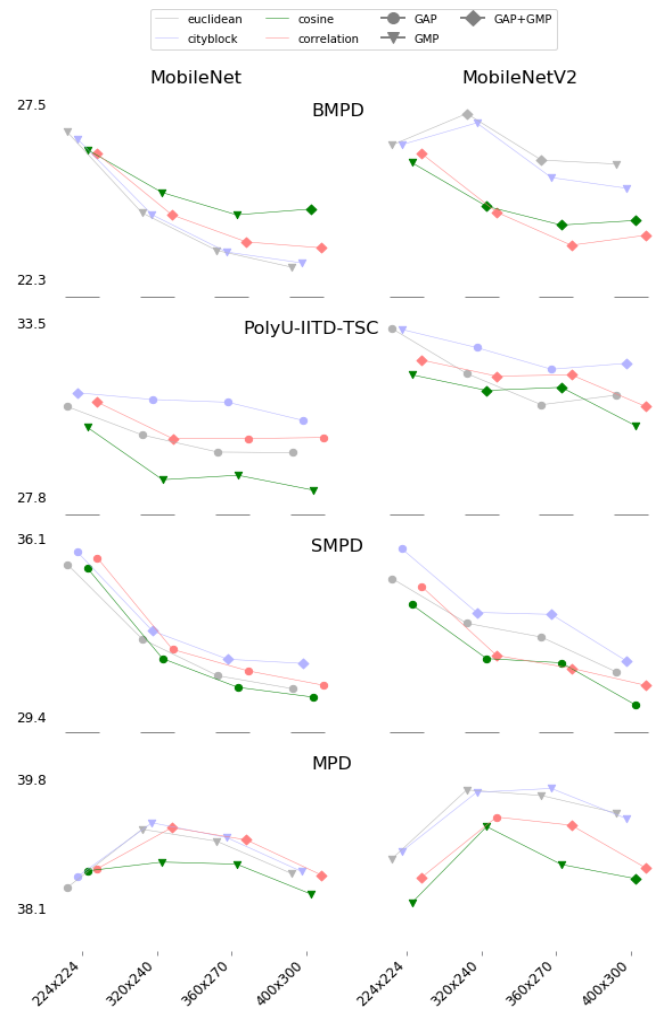 euclidean cosine GAP GAP+GMP
cityblock correlation GMP
MobileNet MobileNetV2
27.5 BMPD
22.3
33.5 PolyU-IITD-TSC
27.8
36.1 SMPD
29.4
MPD
39.8
38.1
224x224 320x240 360x270 400x300 224x224 320x240 360x270 400x300